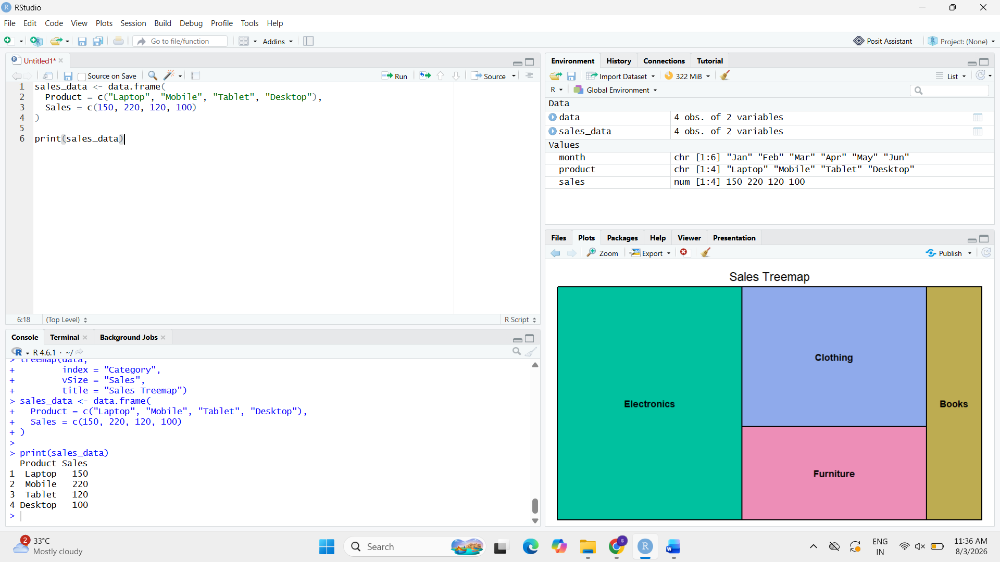 RStudio
File Edit Code View Plots Session Build Debug Profile Tools Help
Go to file/function Addins Posit Assistant Project: (None)
Untitled1*
Source on Save Run Source
1 sales_data <- data.frame(
2   Product = c("Laptop", "Mobile", "Tablet", "Desktop"),
3   Sales = c(150, 220, 120, 100)
4 )
5
6 print(sales_data)
6:18 (Top Level) R Script
Console Terminal Background Jobs
R 4.6.1 · ~/
> treemap(data,
+         index = "Category",
+         vSize = "Sales",
+         title = "Sales Treemap")
> sales_data <- data.frame(
+   Product = c("Laptop", "Mobile", "Tablet", "Desktop"),
+   Sales = c(150, 220, 120, 100)
+ )
>
> print(sales_data)
  Product Sales
1  Laptop   150
2  Mobile   220
3  Tablet   120
4 Desktop   100
>
Environment History Connections Tutorial
Import Dataset 322 MiB List
R Global Environment
Data
data 4 obs. of 2 variables
sales_data 4 obs. of 2 variables
Values
month chr [1:6] "Jan" "Feb" "Mar" "Apr" "May" "Jun"
product chr [1:4] "Laptop" "Mobile" "Tablet" "Desktop"
sales num [1:4] 150 220 120 100
Files Plots Packages Help Viewer Presentation
Zoom Export Publish
Sales Treemap
Electronics
Clothing
Furniture
Books
2 33°C
Mostly cloudy
Search
ENG
IN
11:36 AM
8/3/2026